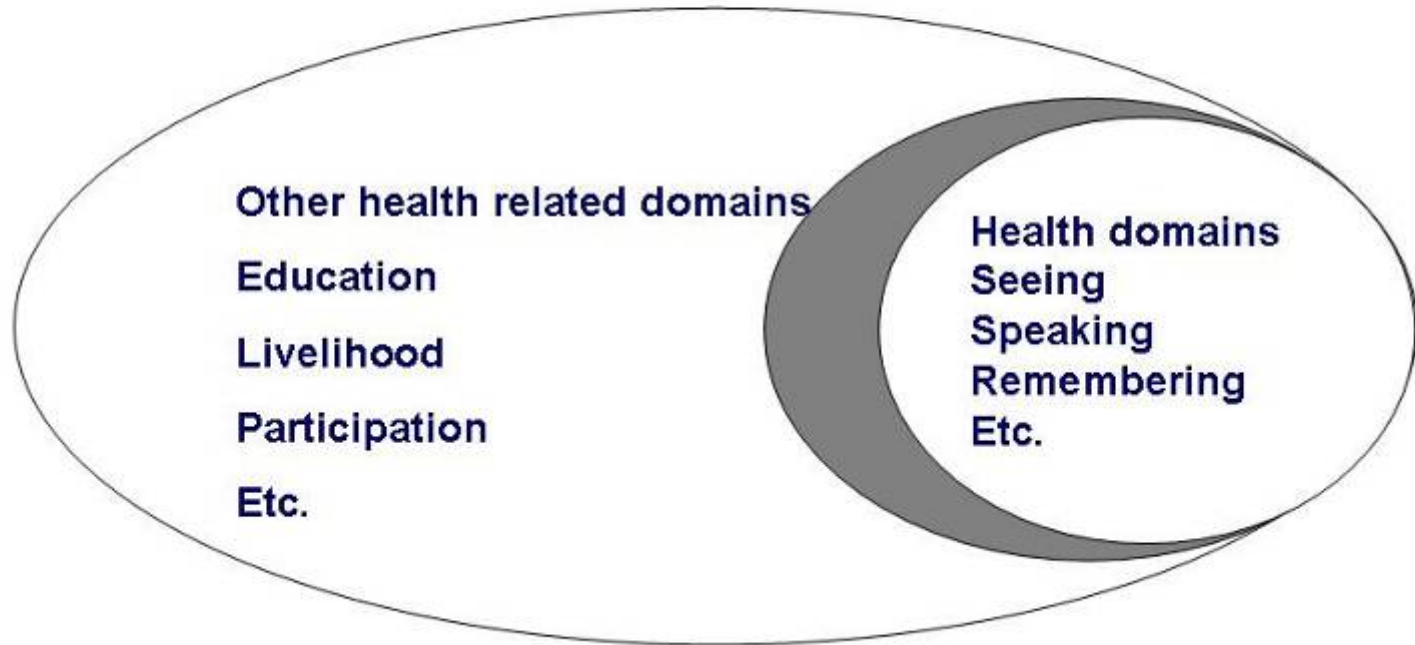 Other health related domains
Education
Livelihood
Participation
Etc.
Health domains
Seeing
Speaking
Remembering
Etc.